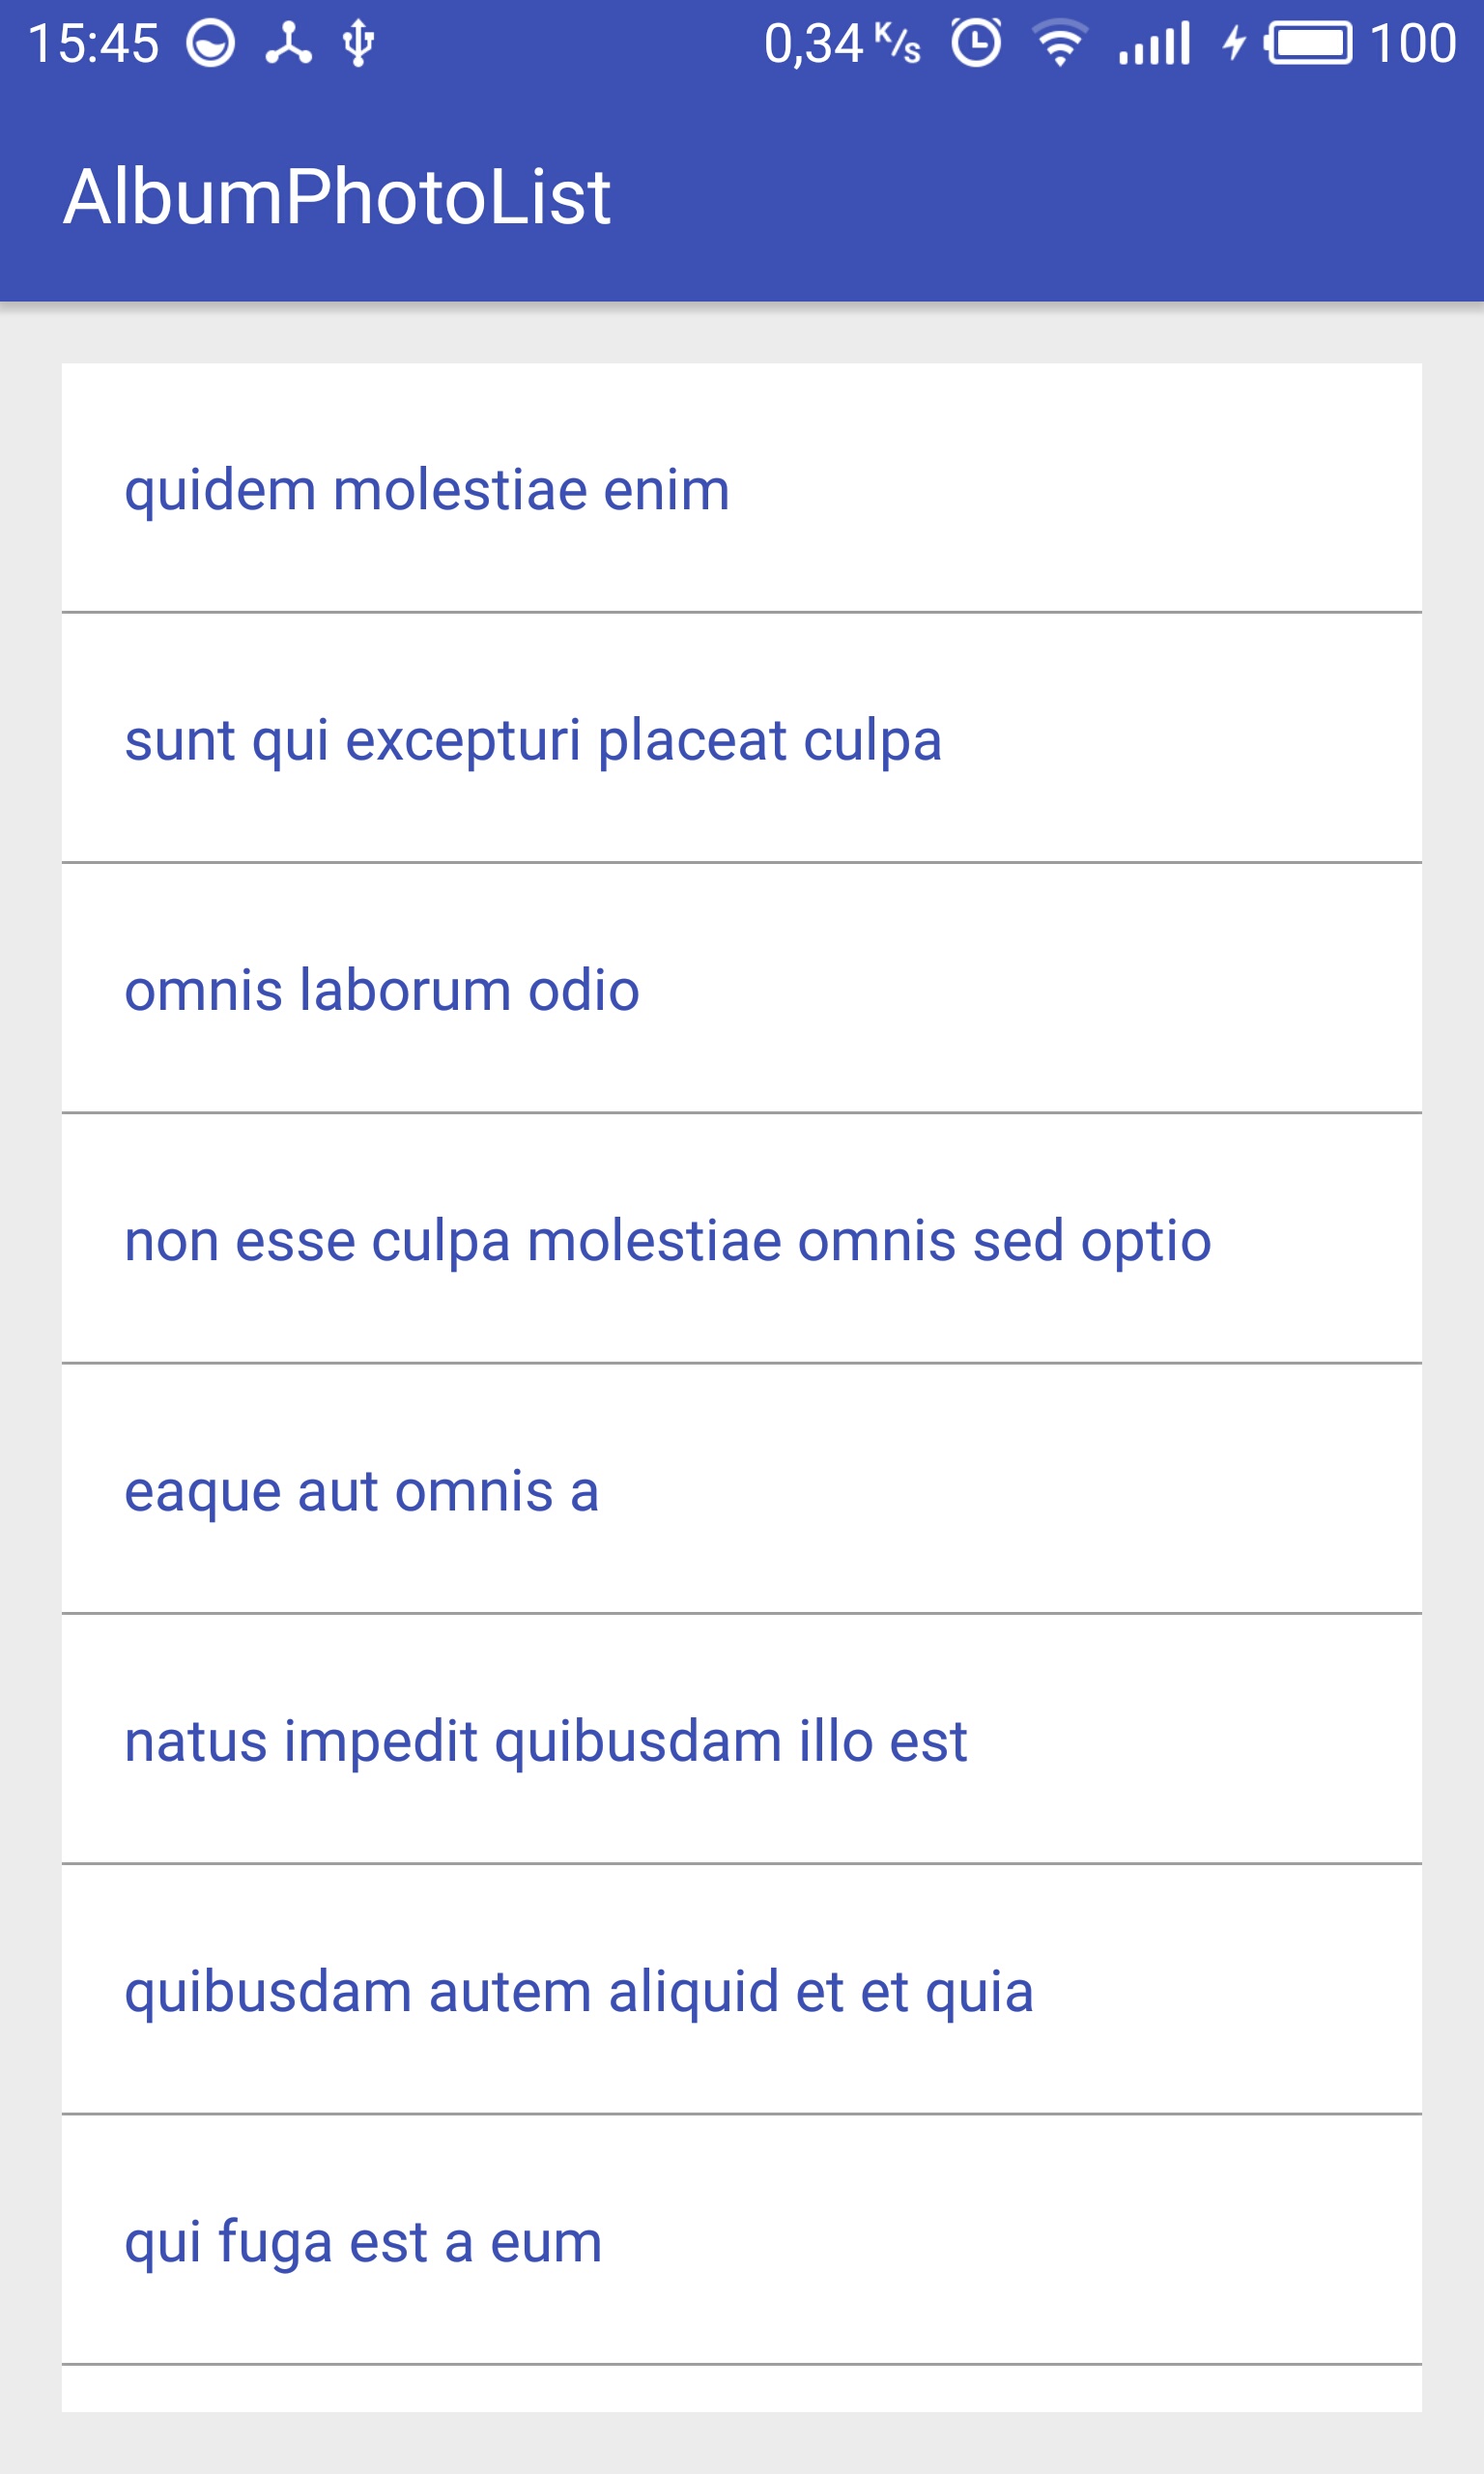 15:45 0,34 K/s 100
AlbumPhotoList
quidem molestiae enim
sunt qui excepturi placeat culpa
omnis laborum odio
non esse culpa molestiae omnis sed optio
eaque aut omnis a
natus impedit quibusdam illo est
quibusdam autem aliquid et et quia
qui fuga est a eum